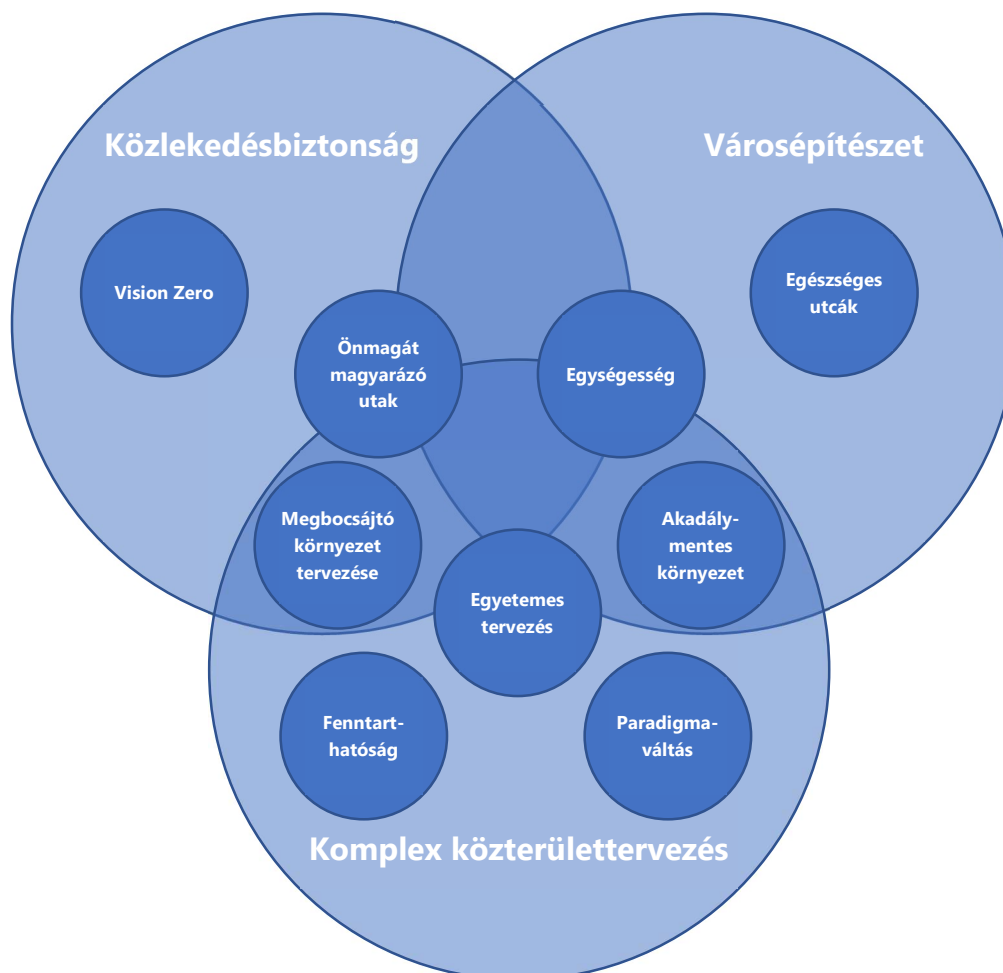 Közlekedésbiztonság
Városépítészet
Vision Zero
Egészséges
utcák
Önmagát
magyarázó
utak
Egységesség
Megbocsájtó
környezet
tervezése
Akadály-
mentes
környezet
Egyetemes
tervezés
Fenntart-
hatóság
Paradigma-
váltás
Komplex közterülettervezés